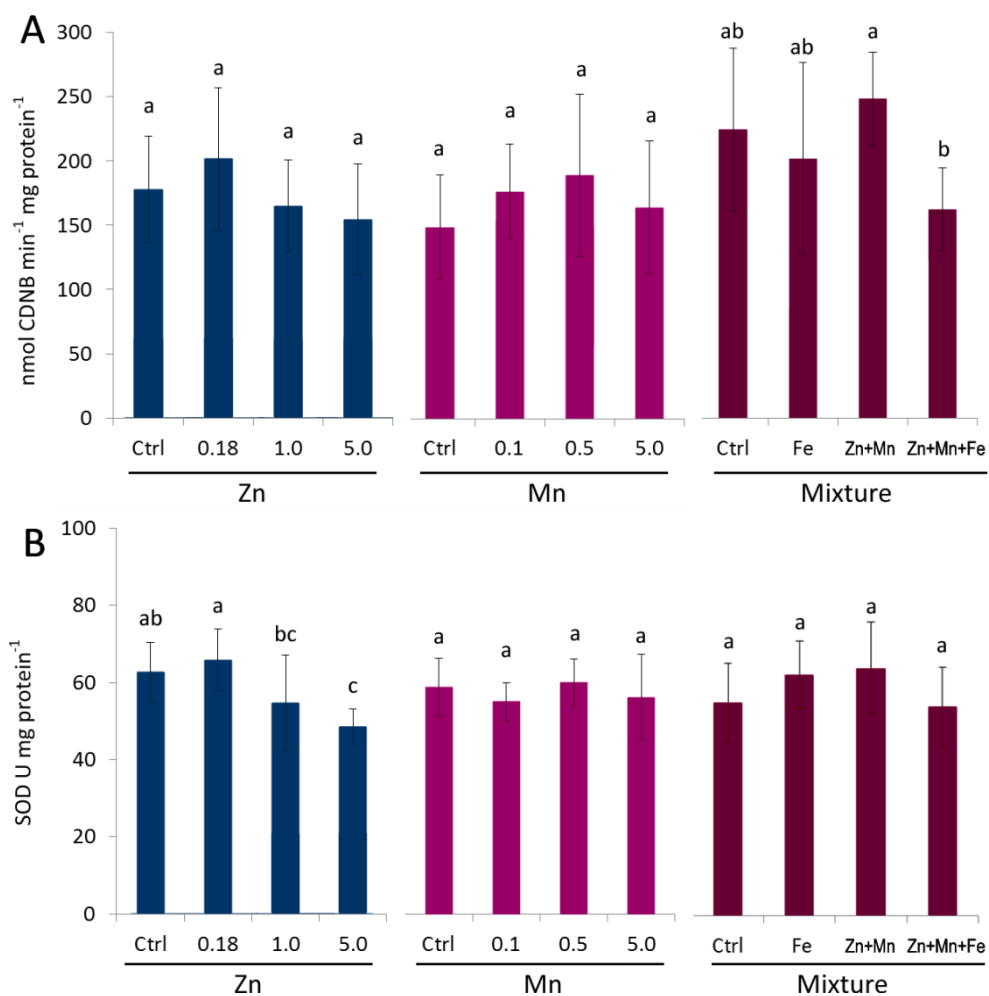 A
nmol CDNB min⁻¹ mg protein⁻¹
300
250
200
150
100
50
0
a a a a
a a a a
ab ab a b
Ctrl 0.18 1.0 5.0
Zn
Ctrl 0.1 0.5 5.0
Mn
Ctrl Fe Zn+Mn Zn+Mn+Fe
Mixture
B
SOD U mg protein⁻¹
100
80
60
40
20
0
ab a bc c
a a a a
a a a a
Ctrl 0.18 1.0 5.0
Zn
Ctrl 0.1 0.5 5.0
Mn
Ctrl Fe Zn+Mn Zn+Mn+Fe
Mixture